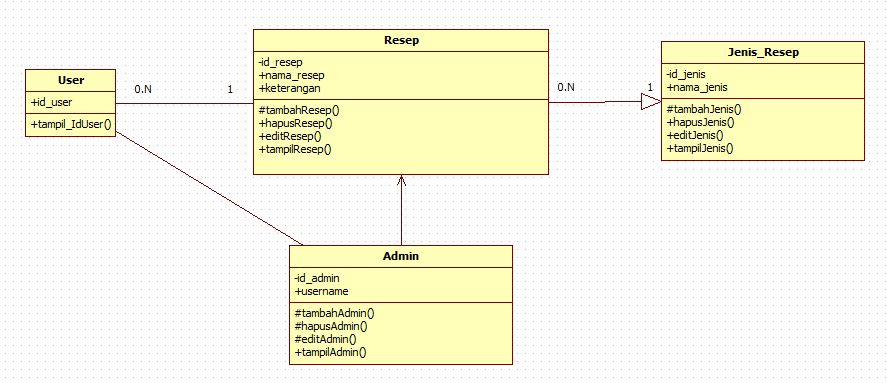 User
+id_user
+tampil_IdUser()
0.N
1
Resep
-id_resep
+nama_resep
+keterangan
#tambahResep()
+hapusResep()
+editResep()
+tampilResep()
0.N
1
Jenis_Resep
-id_jenis
+nama_jenis
#tambahJenis()
+hapusJenis()
+editJenis()
+tampilJenis()
Admin
-id_admin
+username
#tambahAdmin()
#hapusAdmin()
#editAdmin()
+tampilAdmin()